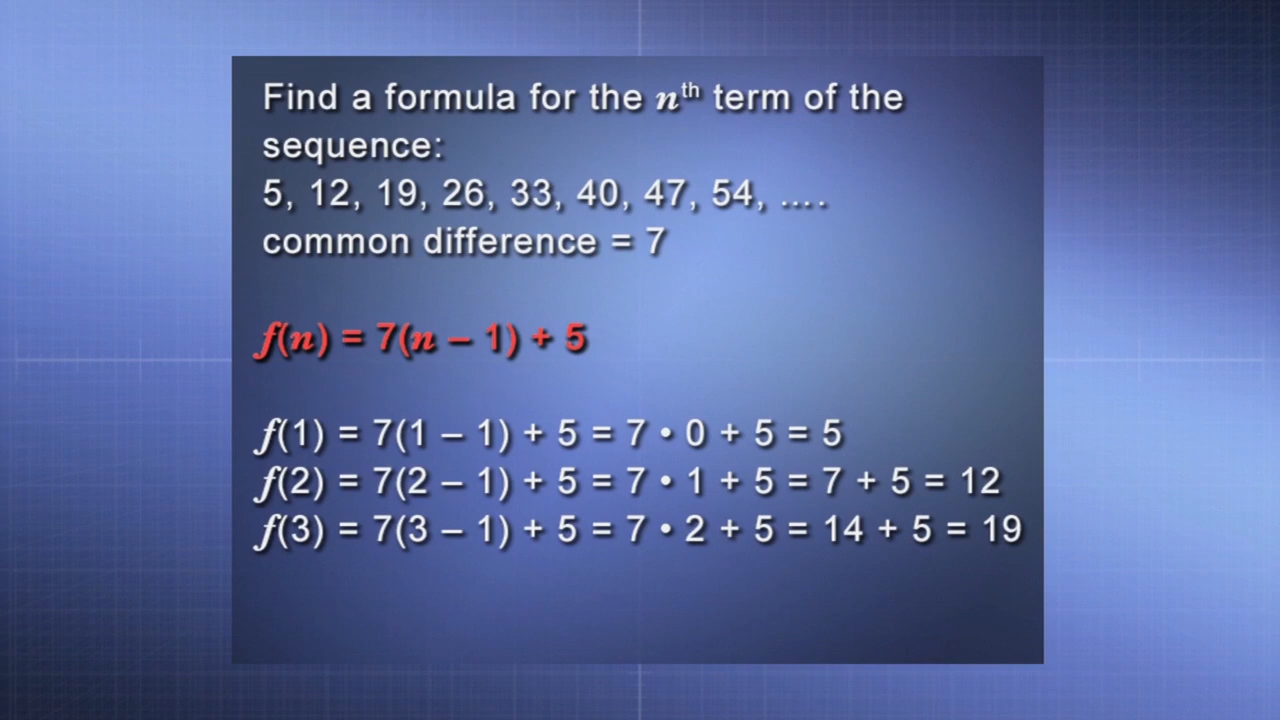 Find a formula for the nth term of the
sequence:
5, 12, 19, 26, 33, 40, 47, 54, ….
common difference = 7
f(n) = 7(n – 1) + 5
f(1) = 7(1 – 1) + 5 = 7 • 0 + 5 = 5
f(2) = 7(2 – 1) + 5 = 7 • 1 + 5 = 7 + 5 = 12
f(3) = 7(3 – 1) + 5 = 7 • 2 + 5 = 14 + 5 = 19